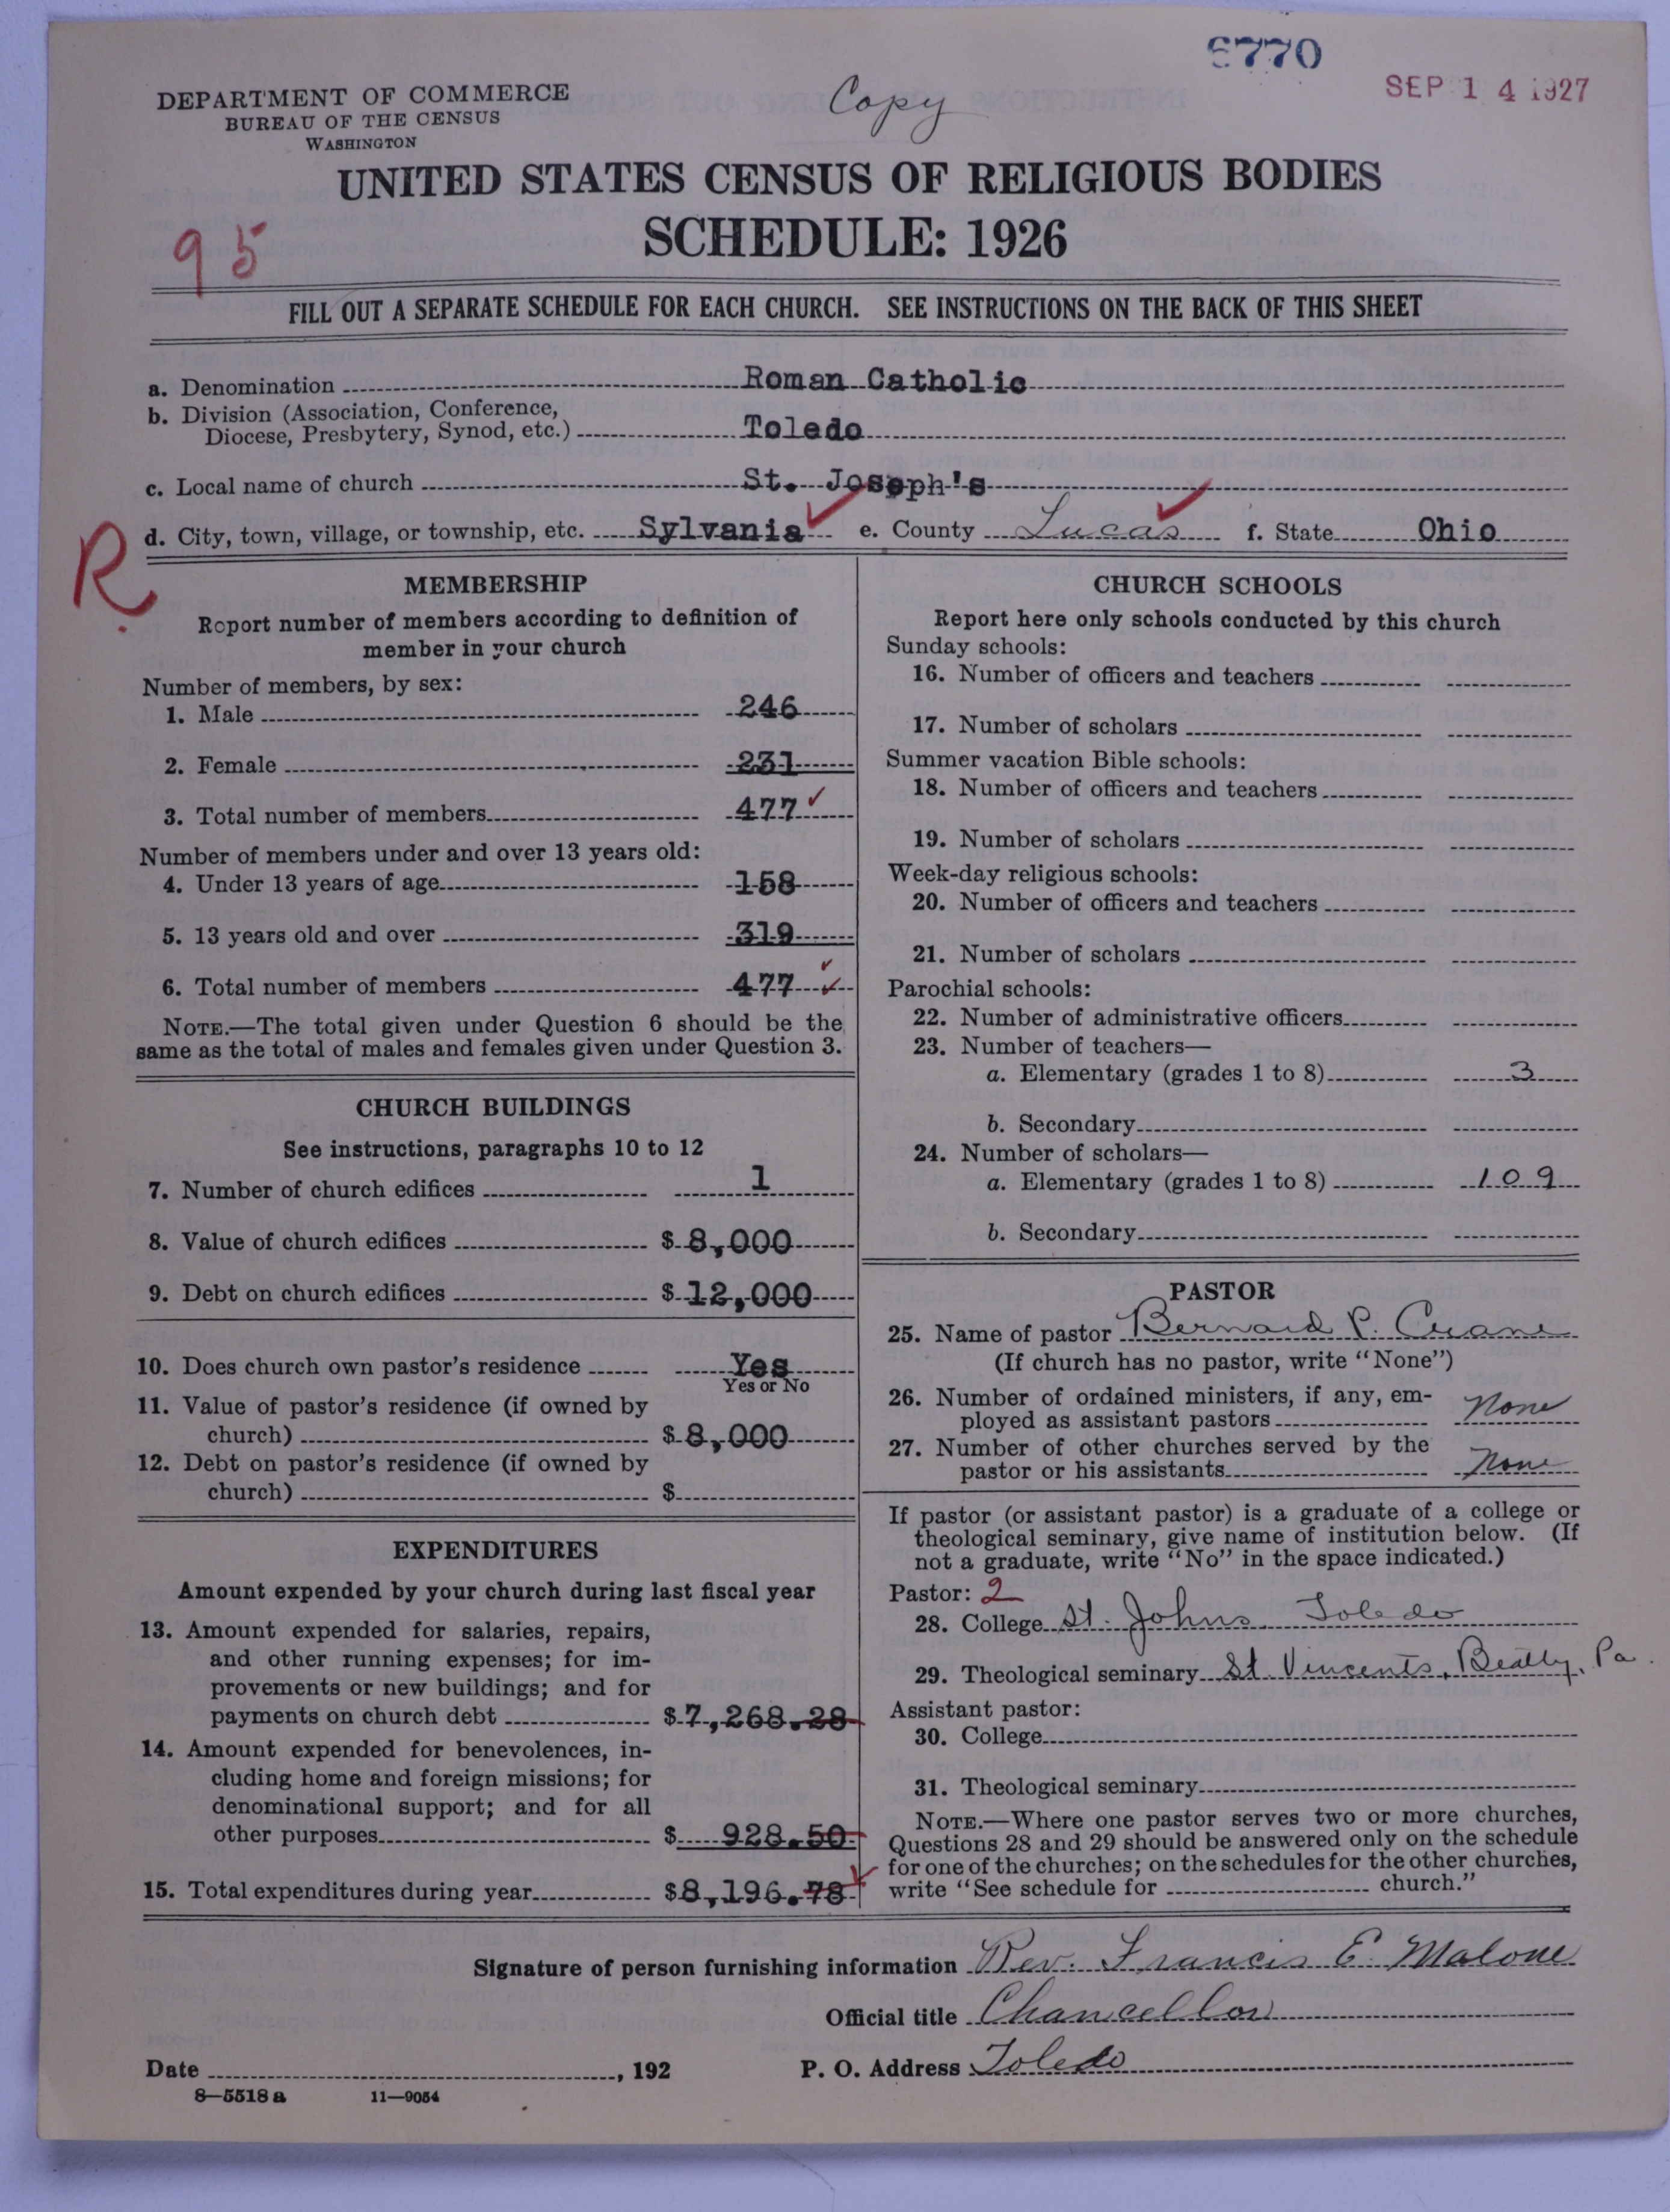 6770
SEP 14 1927
Copy
DEPARTMENT OF COMMERCE
BUREAU OF THE CENSUS
WASHINGTON
UNITED STATES CENSUS OF RELIGIOUS BODIES
SCHEDULE: 1926
95
FILL OUT A SEPARATE SCHEDULE FOR EACH CHURCH. SEE INSTRUCTIONS ON THE BACK OF THIS SHEET
a. Denomination Roman Catholic
b. Division (Association, Conference,
Diocese, Presbytery, Synod, etc.) Toledo
c. Local name of church St. Joseph's
R
d. City, town, village, or township, etc. Sylvania e. County Lucas f. State Ohio
MEMBERSHIP
Report number of members according to definition of
member in your church
Number of members, by sex:
1. Male 246
2. Female 231
3. Total number of members 477
Number of members under and over 13 years old:
4. Under 13 years of age 158
5. 13 years old and over 319
6. Total number of members 477
NOTE.—The total given under Question 6 should be the
same as the total of males and females given under Question 3.
CHURCH BUILDINGS
See instructions, paragraphs 10 to 12
7. Number of church edifices 1
8. Value of church edifices $ 8,000
9. Debt on church edifices $ 12,000
10. Does church own pastor's residence Yes
Yes or No
11. Value of pastor's residence (if owned by
church) $ 8,000
12. Debt on pastor's residence (if owned by
church) $
EXPENDITURES
Amount expended by your church during last fiscal year
13. Amount expended for salaries, repairs,
and other running expenses; for im-
provements or new buildings; and for
payments on church debt $ 7,268.28
14. Amount expended for benevolences, in-
cluding home and foreign missions; for
denominational support; and for all
other purposes $ 928.50
15. Total expenditures during year $8,196.78
CHURCH SCHOOLS
Report here only schools conducted by this church
Sunday schools:
16. Number of officers and teachers
17. Number of scholars
Summer vacation Bible schools:
18. Number of officers and teachers
19. Number of scholars
Week-day religious schools:
20. Number of officers and teachers
21. Number of scholars
Parochial schools:
22. Number of administrative officers
23. Number of teachers—
a. Elementary (grades 1 to 8) 3
b. Secondary
24. Number of scholars—
a. Elementary (grades 1 to 8) 109
b. Secondary
PASTOR
25. Name of pastor Bernard P.
(If church has no pastor, write "None")
26. Number of ordained ministers, if any, em-
ployed as assistant pastors None
27. Number of other churches served by the
pastor or his assistants None
If pastor (or assistant pastor) is a graduate of a college or
theological seminary, give name of institution below. (If
not a graduate, write "No" in the space indicated.)
Pastor: 2
28. College St. Johns, Toledo
29. Theological seminary St. Vincents, Beatty, Pa.
Assistant pastor:
30. College
31. Theological seminary
NOTE.—Where one pastor serves two or more churches,
Questions 28 and 29 should be answered only on the schedule
for one of the churches; on the schedules for the other churches,
write "See schedule for church."
Signature of person furnishing information Rev. Francis E. Malone
Official title Chancellor
Date , 192 P. O. Address Toledo
8—5518 a 11—9054